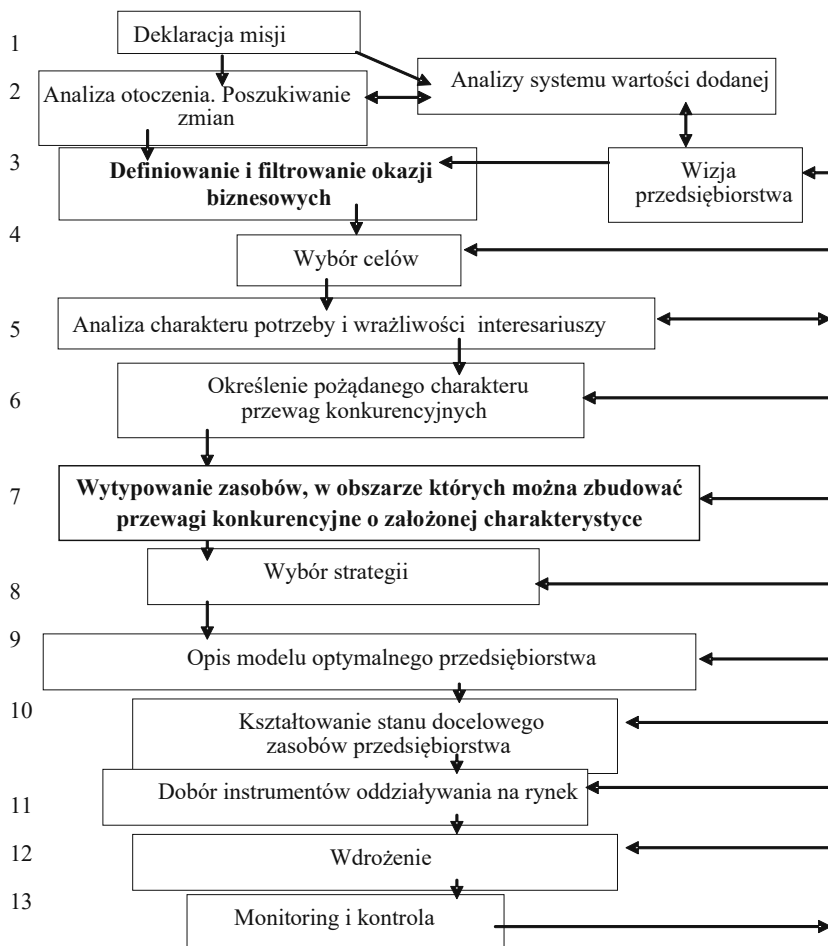 1
Deklaracja misji
2
Analiza otoczenia. Poszukiwanie
zmian
Analizy systemu wartości dodanej
3
Definiowanie i filtrowanie okazji
biznesowych
Wizja
przedsiębiorstwa
4
Wybór celów
5
Analiza charakteru potrzeby i wrażliwości interesariuszy
6
Określenie pożądanego charakteru
przewag konkurencyjnych
7
Wytypowanie zasobów, w obszarze których można zbudować
przewagi konkurencyjne o założonej charakterystyce
8
Wybór strategii
9
Opis modelu optymalnego przedsiębiorstwa
10
Kształtowanie stanu docelowego
zasobów przedsiębiorstwa
11
Dobór instrumentów oddziaływania na rynek
12
Wdrożenie
13
Monitoring i kontrola